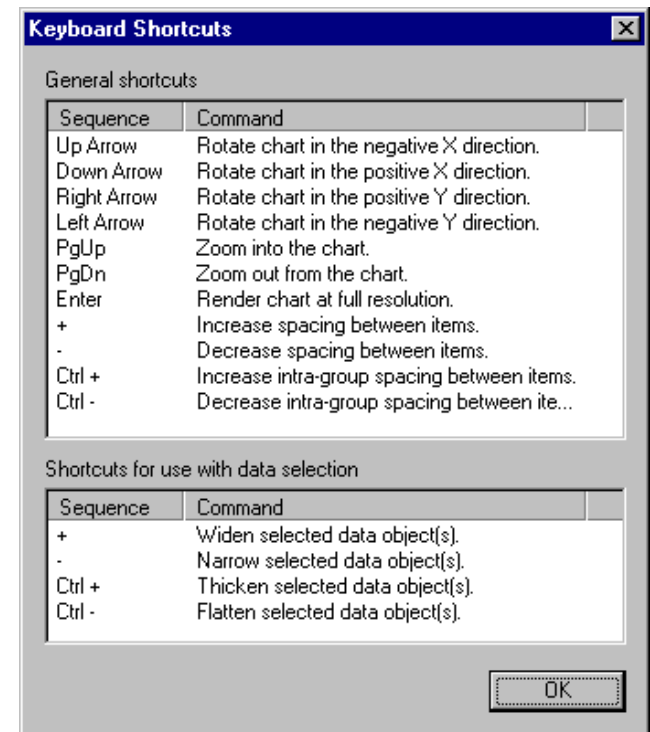 Keyboard Shortcuts
General shortcuts
Sequence Command
Up Arrow Rotate chart in the negative X direction.
Down Arrow Rotate chart in the positive X direction.
Right Arrow Rotate chart in the positive Y direction.
Left Arrow Rotate chart in the negative Y direction.
PgUp Zoom into the chart.
PgDn Zoom out from the chart.
Enter Render chart at full resolution.
+ Increase spacing between items.
- Decrease spacing between items.
Ctrl + Increase intra-group spacing between items.
Ctrl - Decrease intra-group spacing between ite...
Shortcuts for use with data selection
Sequence Command
+ Widen selected data object(s).
- Narrow selected data object(s).
Ctrl + Thicken selected data object(s).
Ctrl - Flatten selected data object(s).
OK